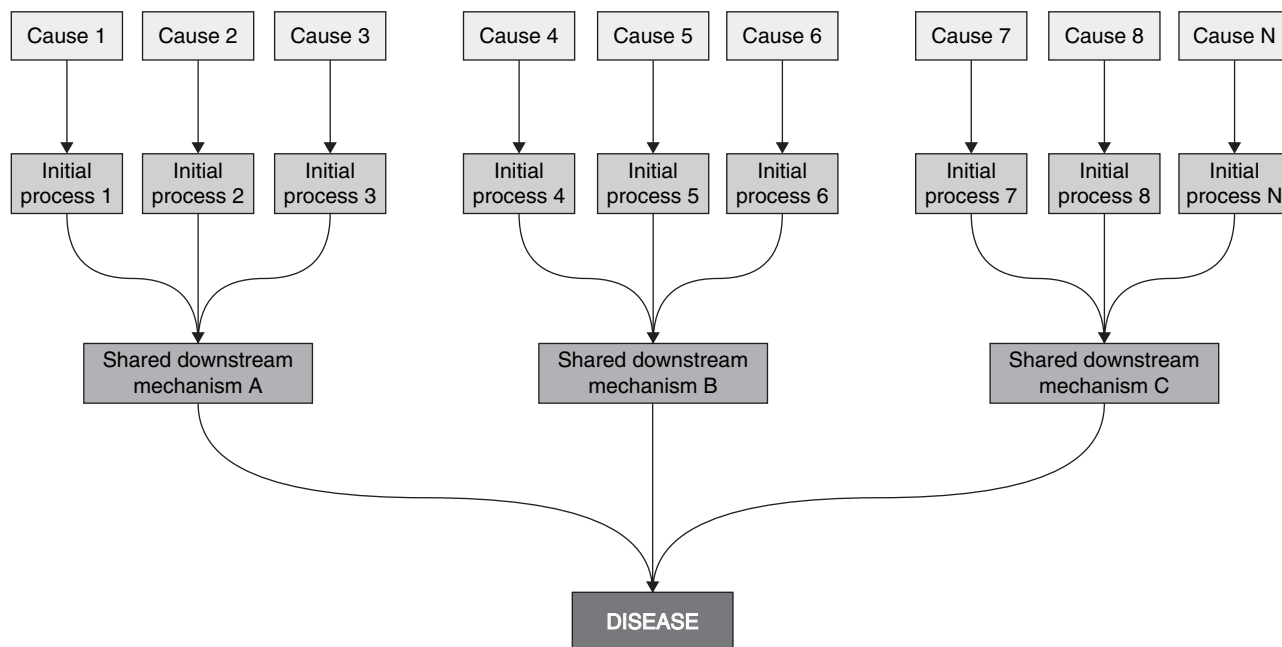 Cause 1
Cause 2
Cause 3
Cause 4
Cause 5
Cause 6
Cause 7
Cause 8
Cause N
Initial
process 1
Initial
process 2
Initial
process 3
Initial
process 4
Initial
process 5
Initial
process 6
Initial
process 7
Initial
process 8
Initial
process N
Shared downstream
mechanism A
Shared downstream
mechanism B
Shared downstream
mechanism C
DISEASE